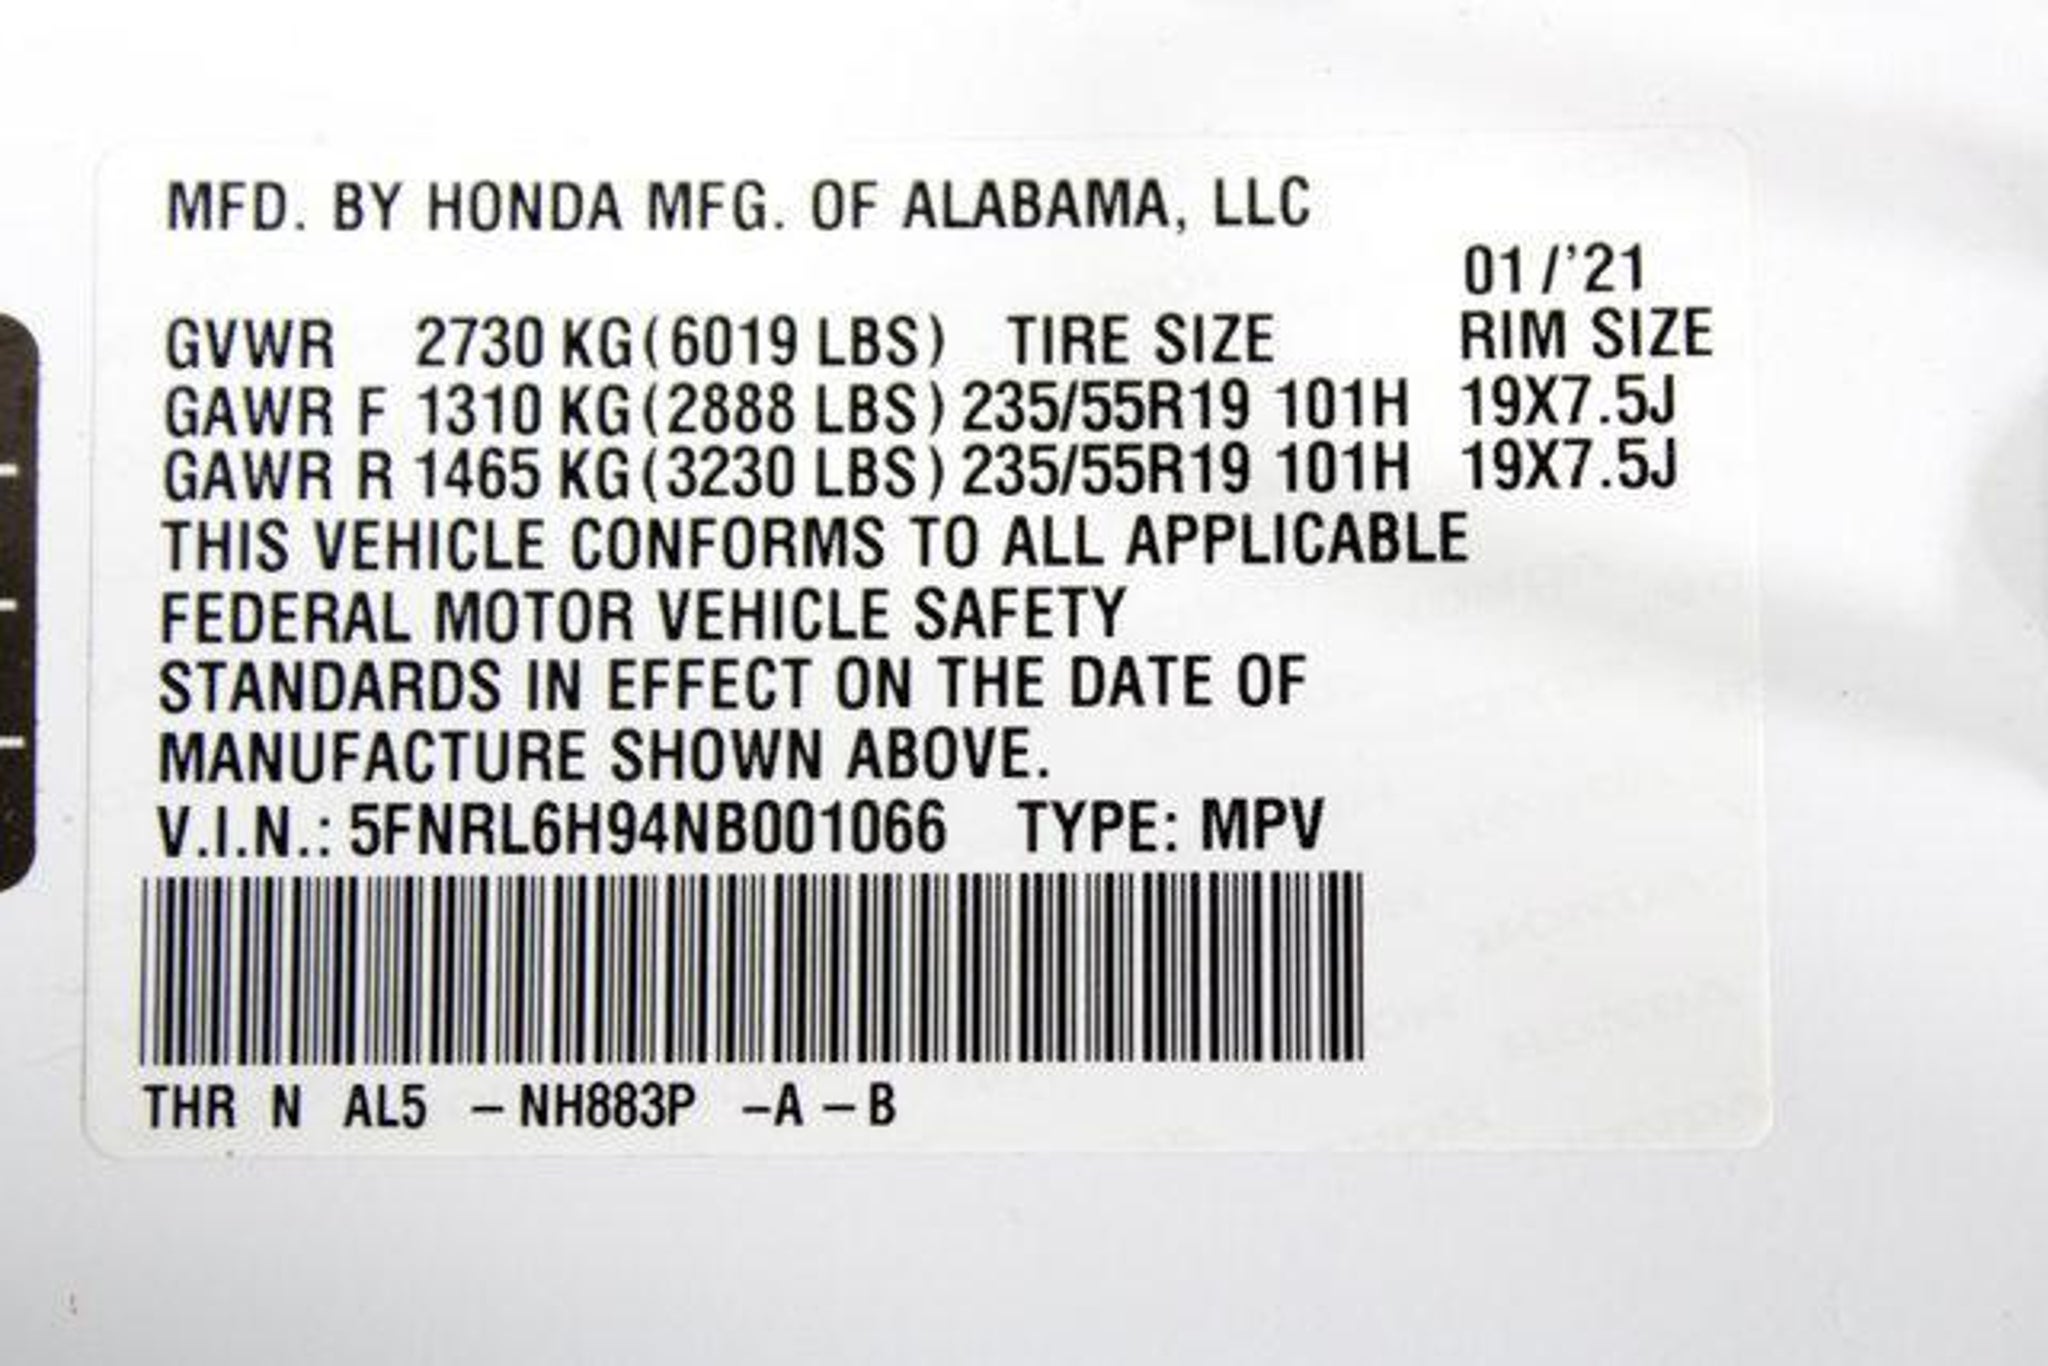 MFD. BY HONDA MFG. OF ALABAMA, LLC
01/'21
GVWR 2730 KG(6019 LBS) TIRE SIZE RIM SIZE
GAWR F 1310 KG(2888 LBS) 235/55R19 101H 19X7.5J
GAWR R 1465 KG(3230 LBS) 235/55R19 101H 19X7.5J
THIS VEHICLE CONFORMS TO ALL APPLICABLE
FEDERAL MOTOR VEHICLE SAFETY
STANDARDS IN EFFECT ON THE DATE OF
MANUFACTURE SHOWN ABOVE.
V.I.N.: 5FNRL6H94NB001066 TYPE: MPV
THR N AL5 – NH883P –A – B